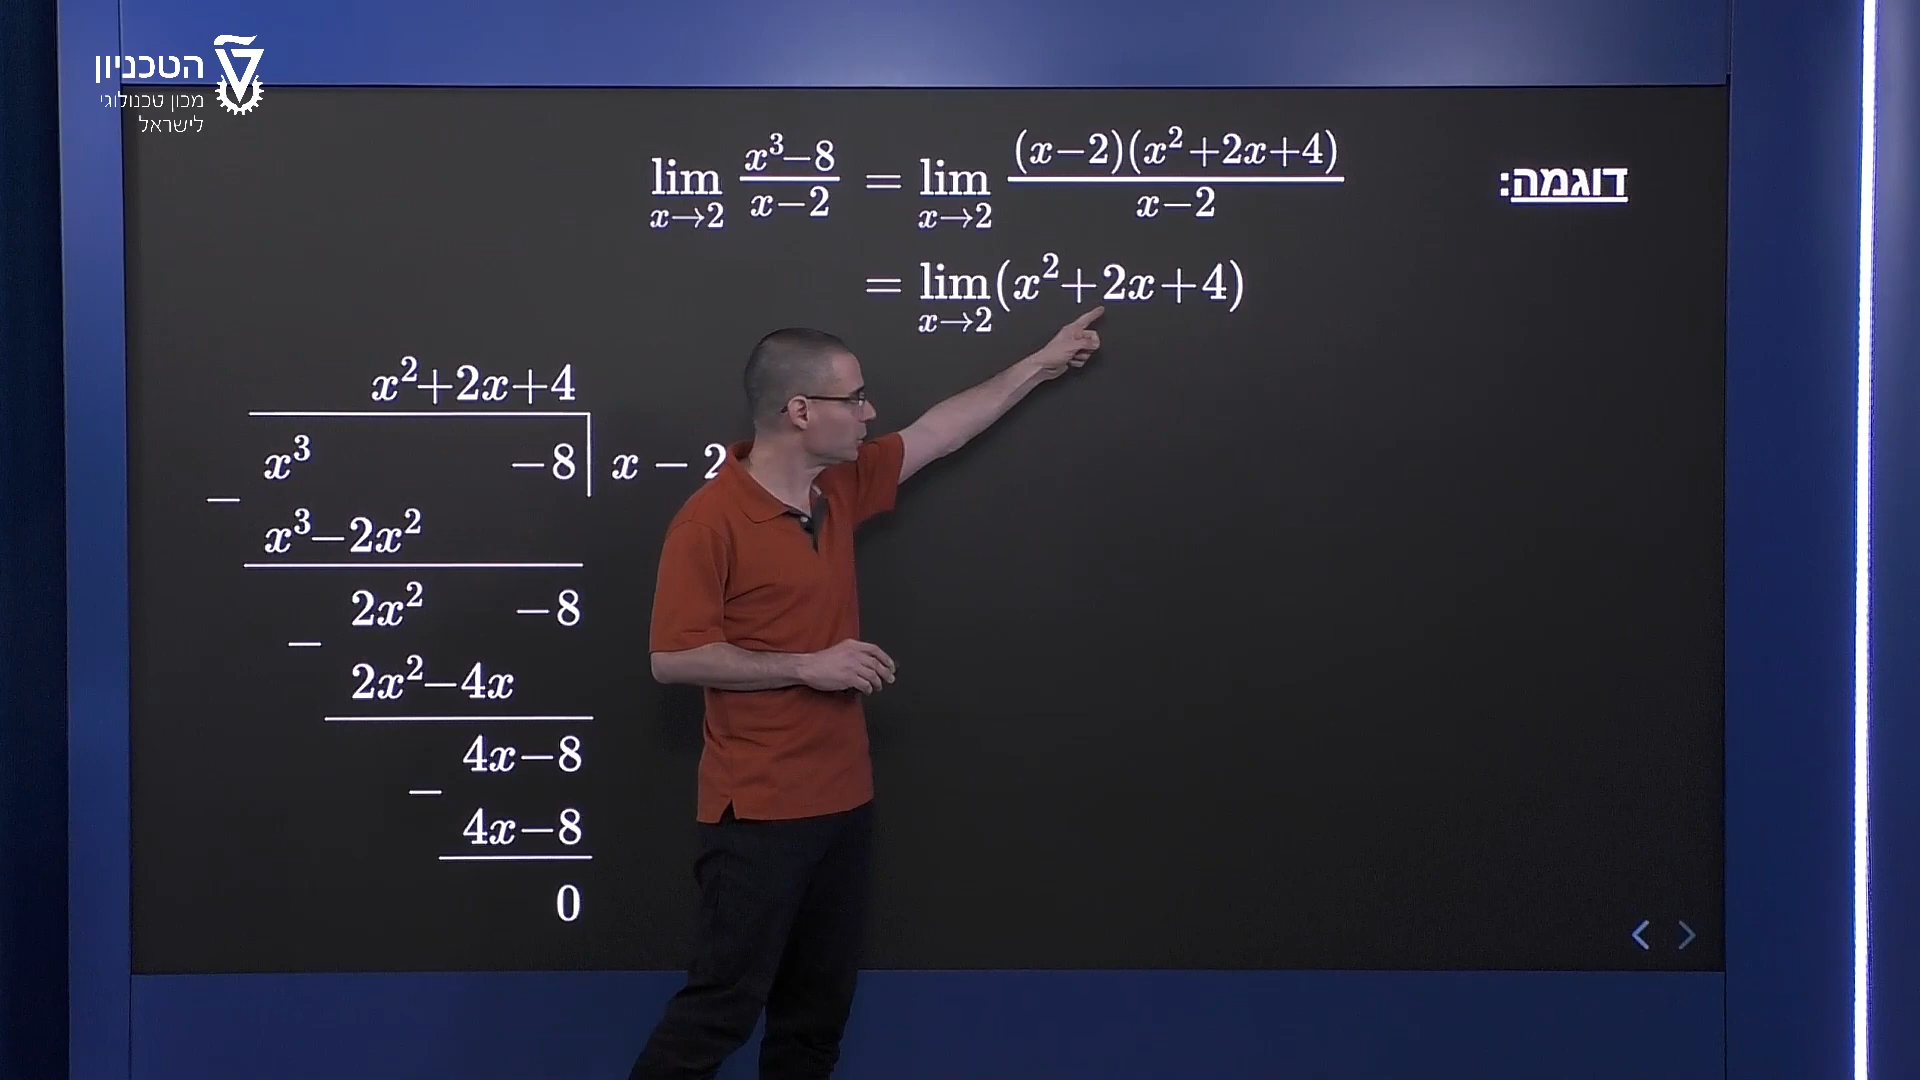 הטכניון
מכון טכנולוגי
לישראל
דוגמה:
lim x→2 (x³−8)/(x−2) = lim x→2 ((x−2)(x²+2x+4))/(x−2)
= lim x→2 (x²+2x+4)
x²+2x+4
x³ −8 | x − 2
−
x³−2x²
2x² −8
−
2x²−4x
4x−8
−
4x−8
0